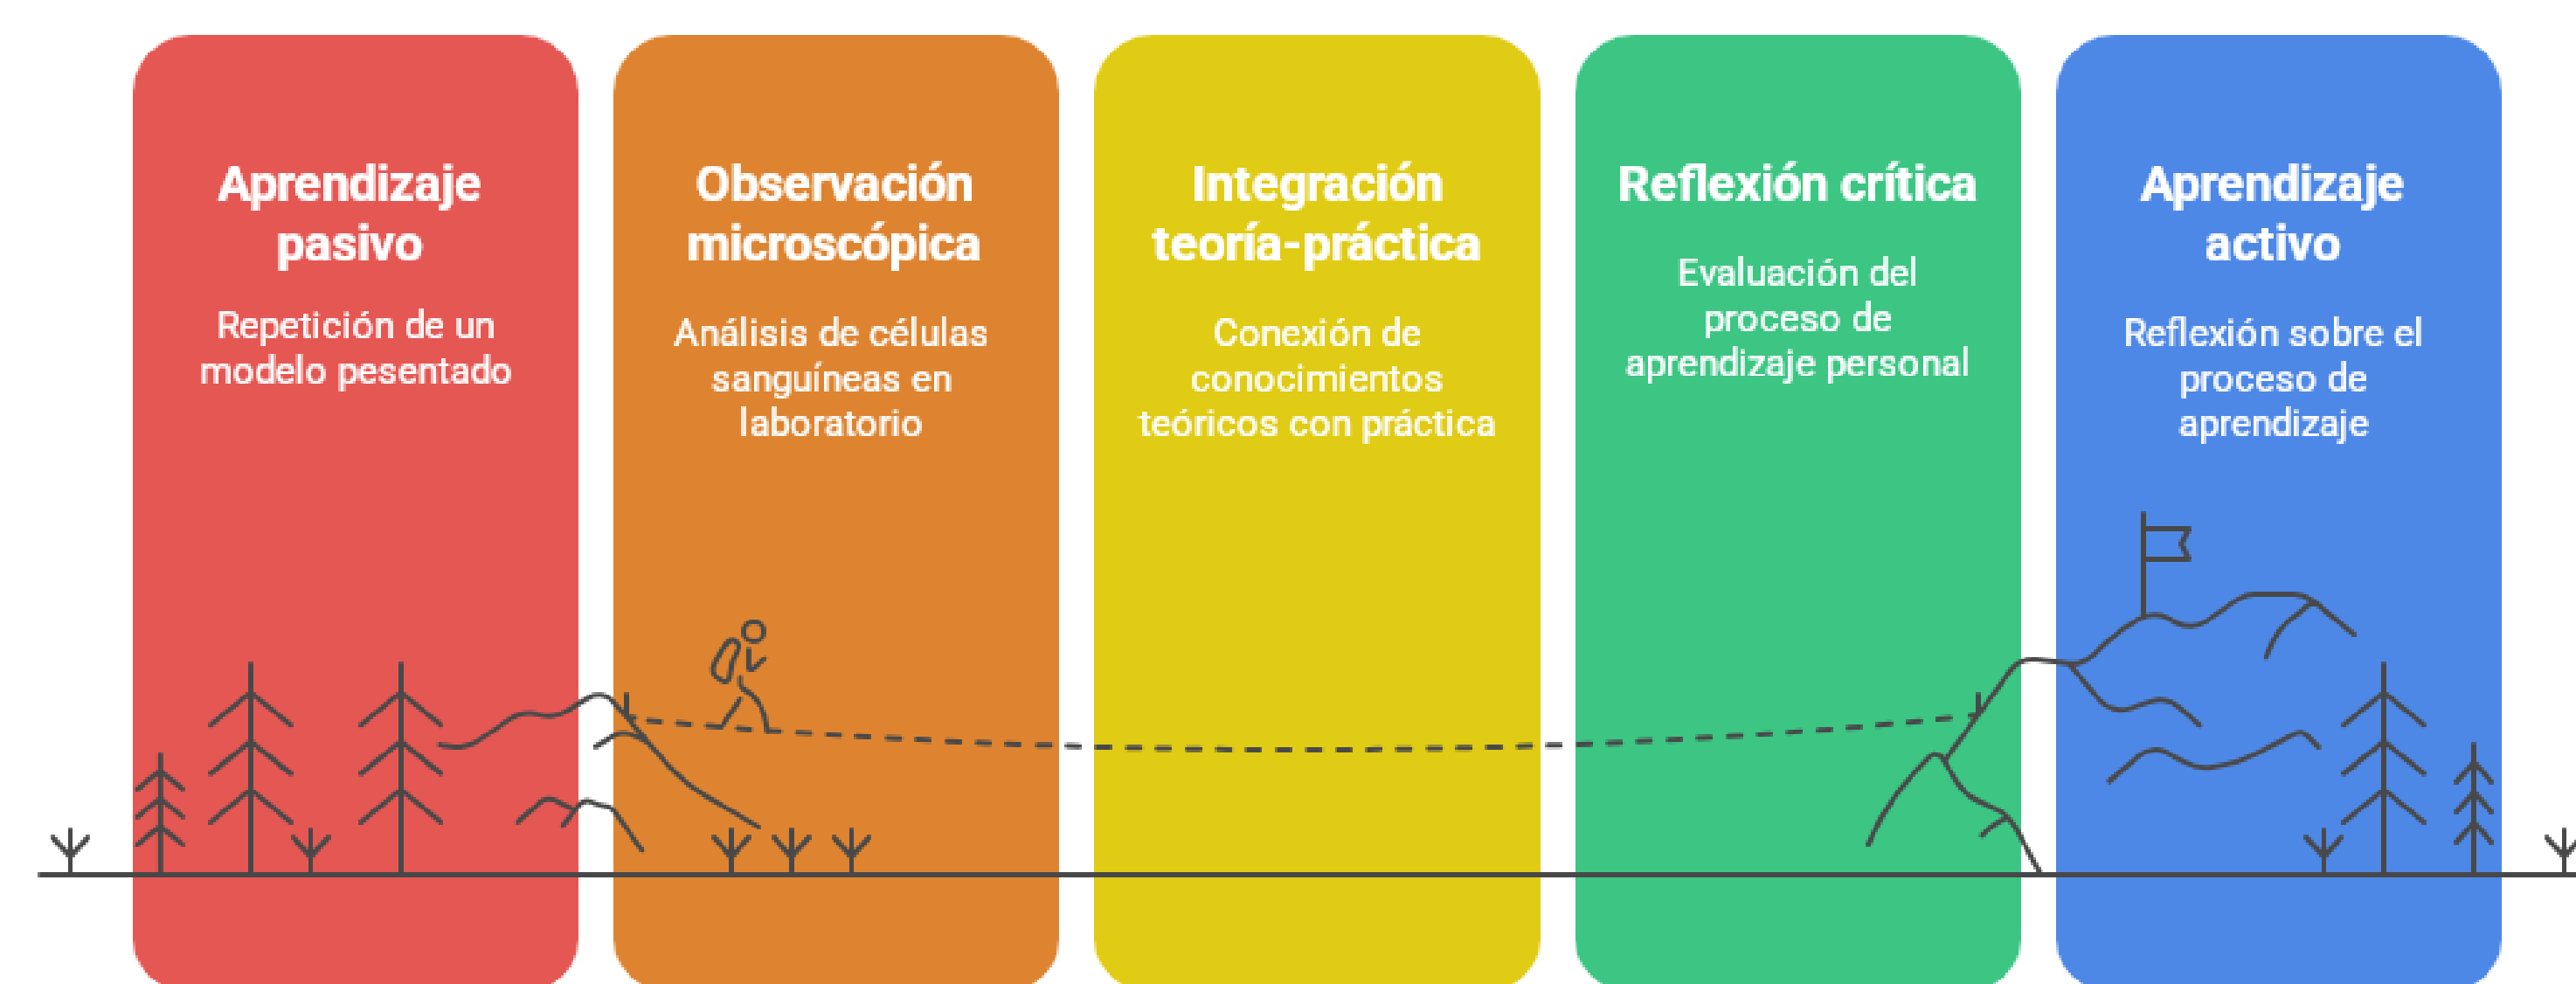 Aprendizaje
pasivo
Repetición de un
modelo pesentado
Observación
microscópica
Análisis de células
sanguíneas en
laboratorio
Integración
teoría-práctica
Conexión de
conocimientos
teóricos con práctica
Reflexión crítica
Evaluación del
proceso de
aprendizaje personal
Aprendizaje
activo
Reflexión sobre el
proceso de
aprendizaje